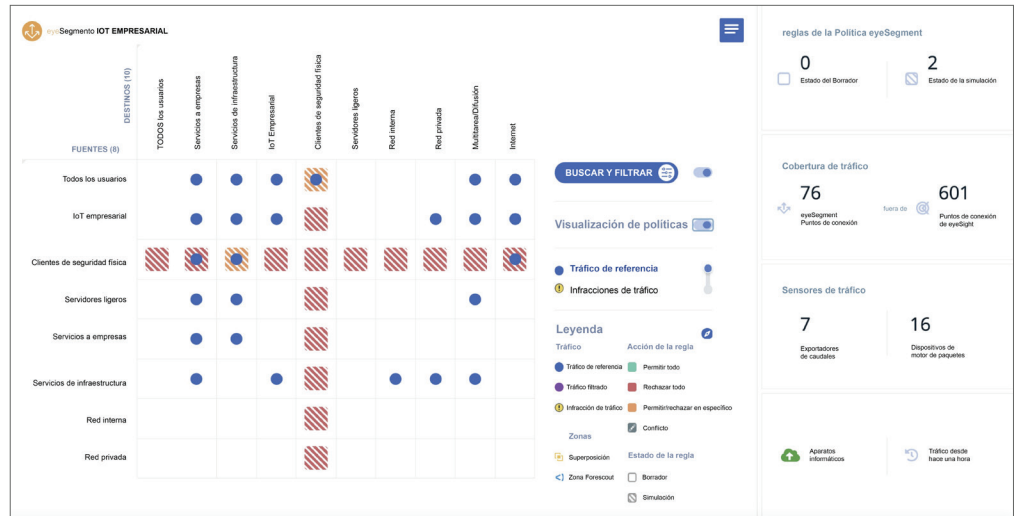 eyeSegmento IOT EMPRESARIAL
DESTINOS (10)
TODOS los usuarios
Servicios a empresas
Servicios de infraestructura
IoT Empresarial
Clientes de seguridad física
Servidores ligeros
Red interna
Red privada
Multitarea/Difusión
Internet
FUENTES (8)
Todos los usuarios
IoT empresarial
Clientes de seguridad física
Servidores ligeros
Servicios a empresas
Servicios de infraestructura
Red interna
Red privada
BUSCAR Y FILTRAR
Visualización de políticas
Tráfico de referencia
Infracciones de tráfico
Leyenda
Tráfico
Acción de la regla
Tráfico de referencia
Permitir todo
Tráfico filtrado
Rechazar todo
Infracción de tráfico
Permitir/rechazar en específico
Conflicto
Zonas
Superposición
Estado de la regla
Zona Forescout
Borrador
Simulación
reglas de la Política eyeSegment
0
Estado del Borrador
2
Estado de la simulación
Cobertura de tráfico
76
eyeSegment
Puntos de conexión
fuera de
601
Puntos de conexión
de eyeSight
Sensores de tráfico
7
Exportadores
de caudales
16
Dispositivos de
motor de paquetes
Aparatos
informáticos
Tráfico desde
hace una hora